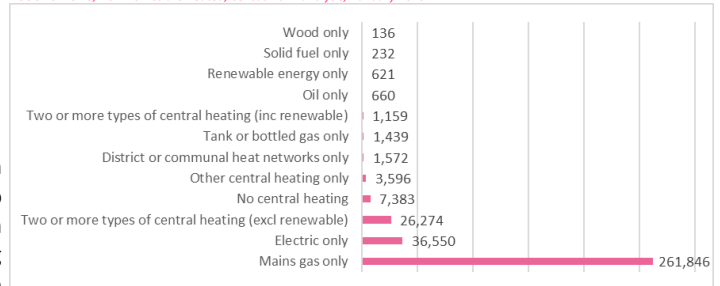 Wood only 136
Solid fuel only 232
Renewable energy only 621
Oil only 660
Two or more types of central heating (inc renewable) 1,159
Tank or bottled gas only 1,439
District or communal heat networks only 1,572
Other central heating only 3,596
No central heating 7,383
Two or more types of central heating (excl renewable) 26,274
Electric only 36,550
Mains gas only 261,846